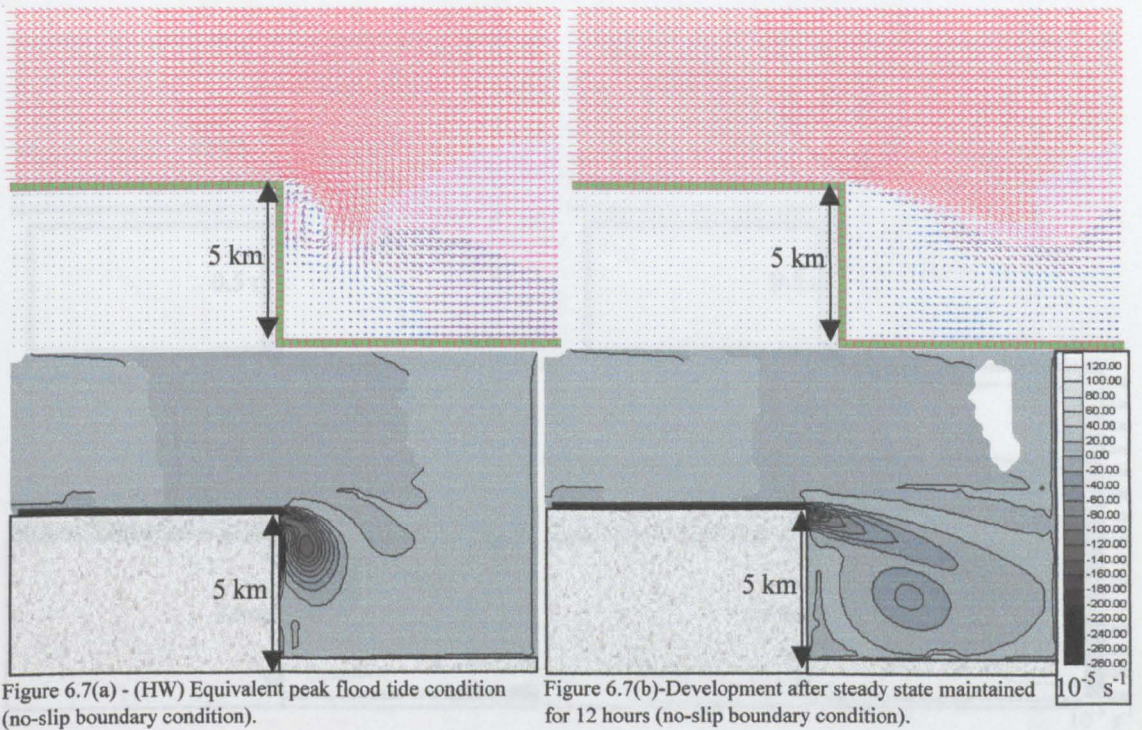 5 km
5 km
5 km
5 km
120.00
100.00
80.00
60.00
40.00
20.00
0.00
-20.00
-40.00
-60.00
-80.00
-100.00
-120.00
-140.00
-160.00
-180.00
-200.00
-220.00
-240.00
-260.00
10⁻⁵ s⁻¹
Figure 6.7(a) - (HW) Equivalent peak flood tide condition
(no-slip boundary condition).
Figure 6.7(b)-Development after steady state maintained
for 12 hours (no-slip boundary condition).